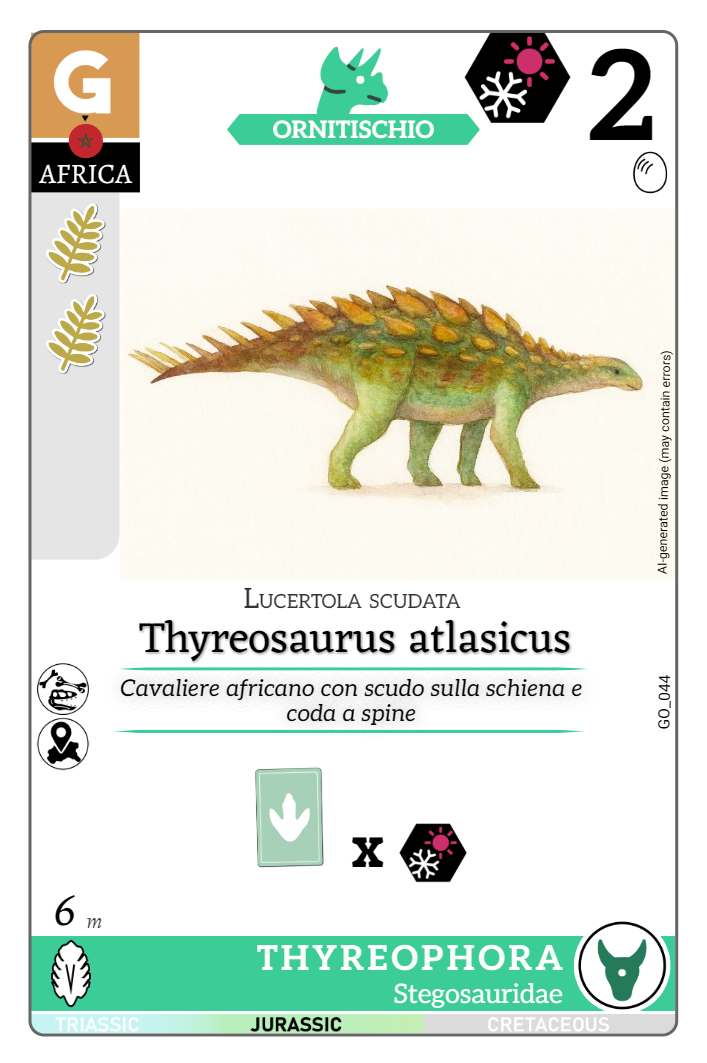 G
AFRICA
ORNITISCHIO
2
AI-generated image (may contain errors)
LUCERTOLA SCUDATA
Thyreosaurus atlasicus
Cavaliere africano con scudo sulla schiena e
coda a spine
GO_044
x
6 m
THYREOPHORA
Stegosauridae
TRIASSIC
JURASSIC
CRETACEOUS